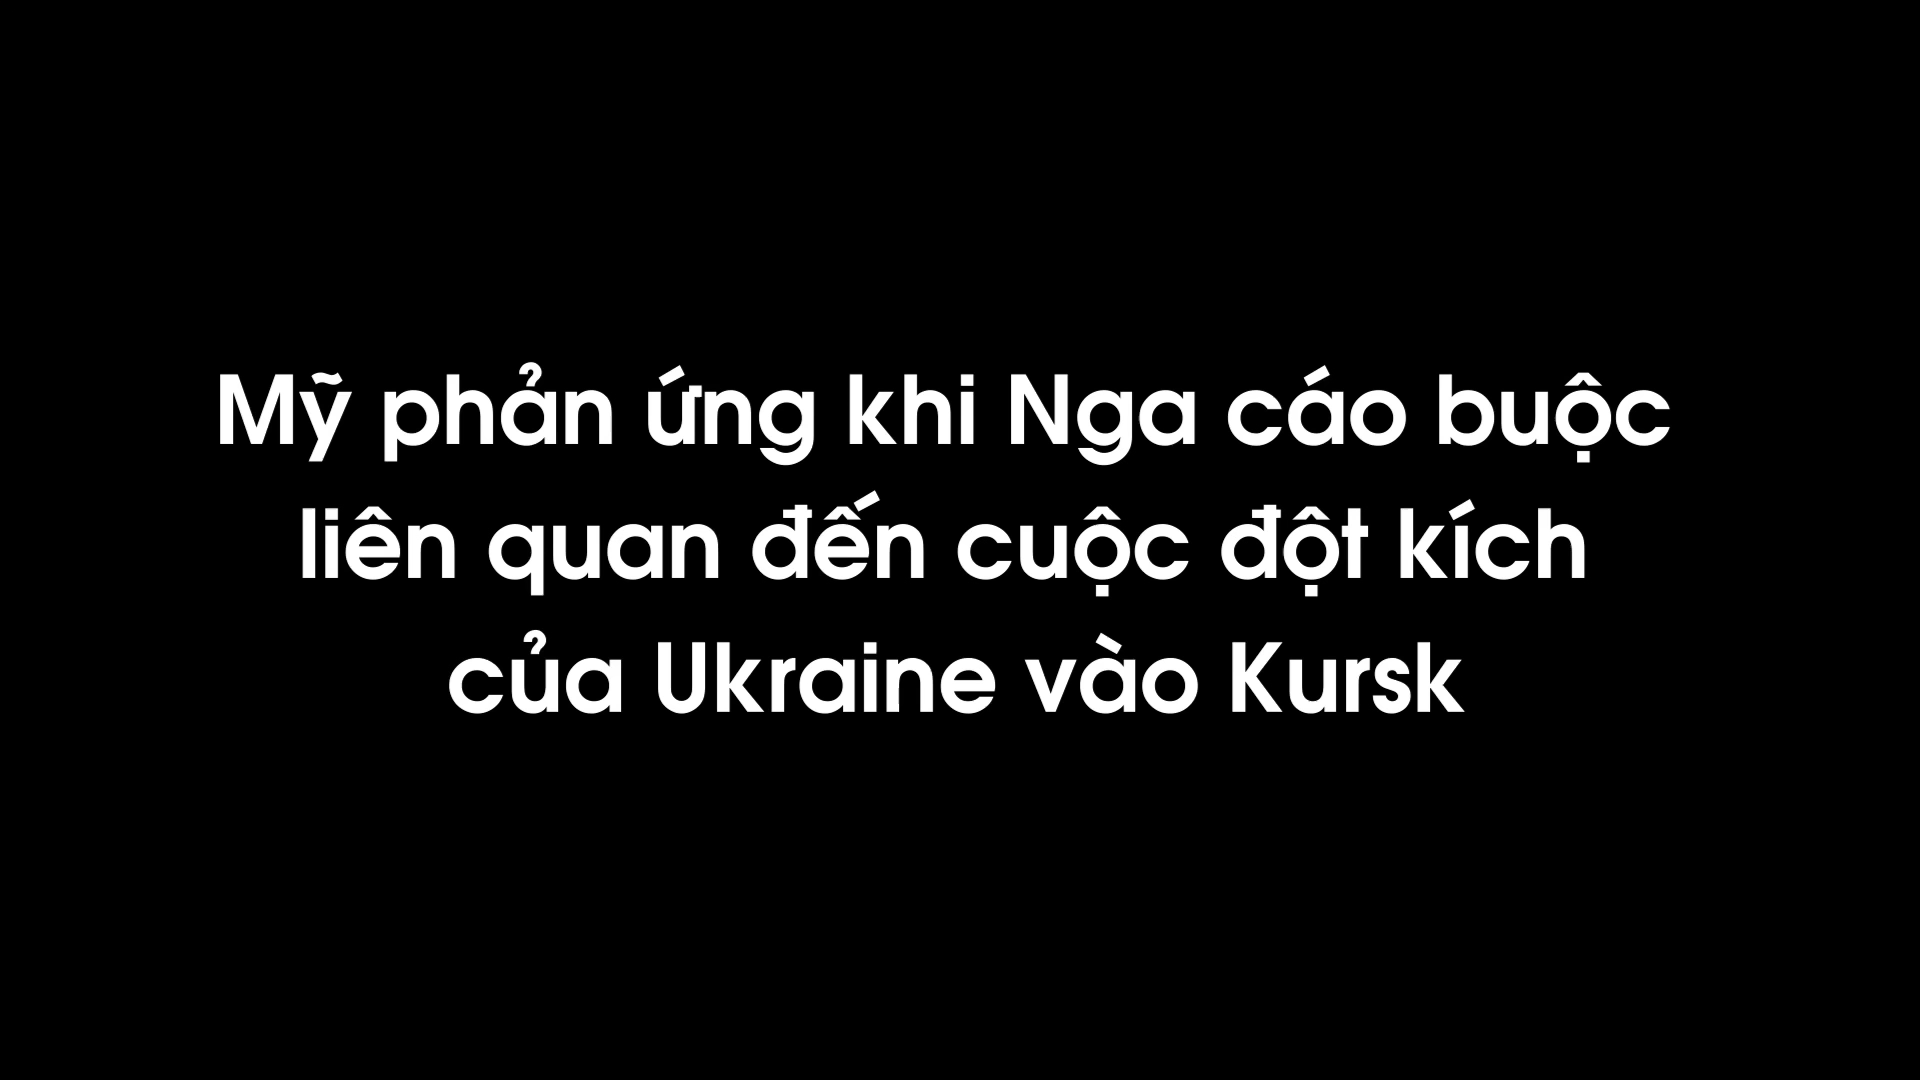 Mỹ phản ứng khi Nga cáo buộc
liên quan đến cuộc đột kích
của Ukraine vào Kursk